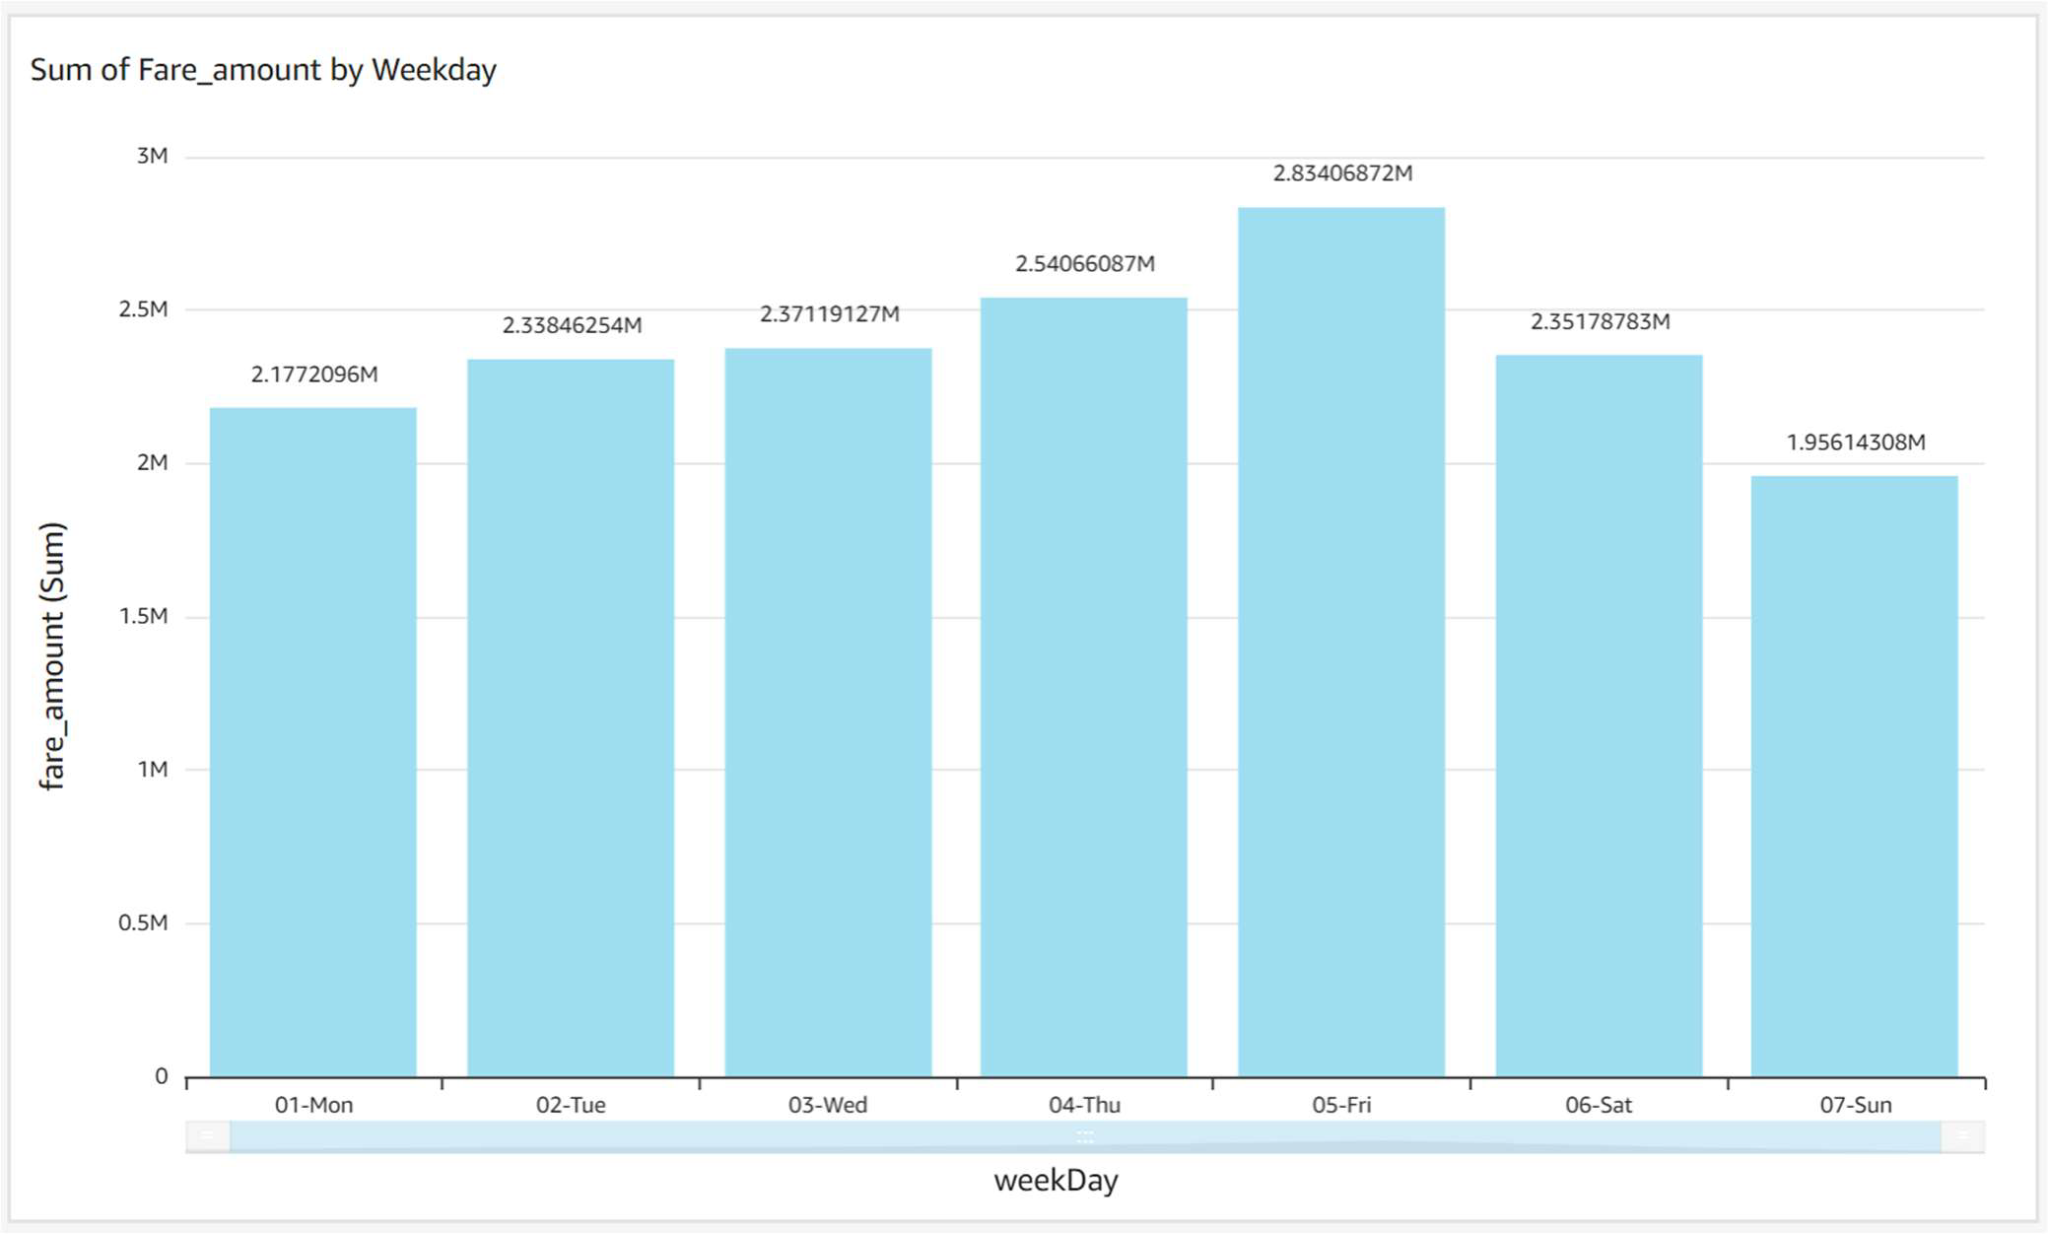 Sum of Fare_amount by Weekday
3M
2.5M
2M
1.5M
1M
0.5M
0
fare_amount (Sum)
2.1772096M
2.33846254M
2.37119127M
2.54066087M
2.83406872M
2.35178783M
1.95614308M
01-Mon
02-Tue
03-Wed
04-Thu
05-Fri
06-Sat
07-Sun
weekDay